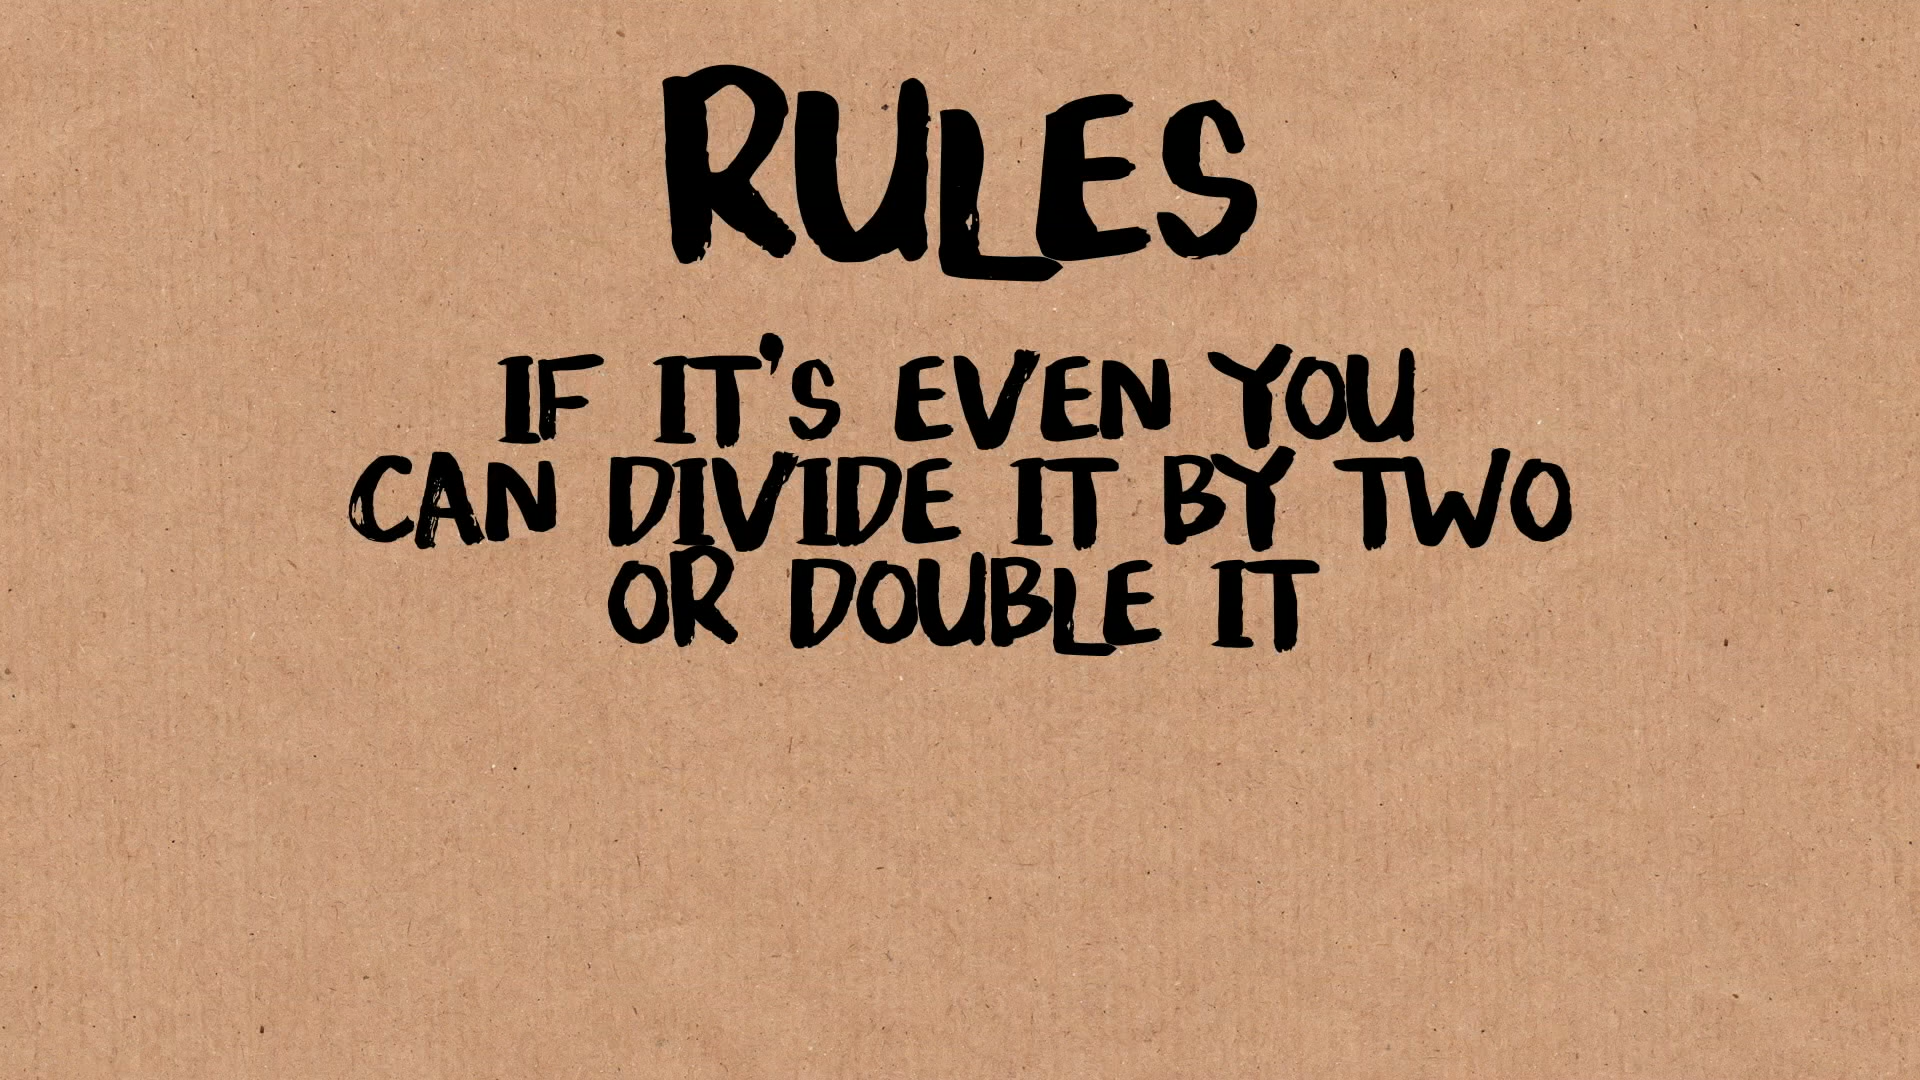 RULES
IF IT'S EVEN YOU
CAN DIVIDE IT BY TWO
OR DOUBLE IT